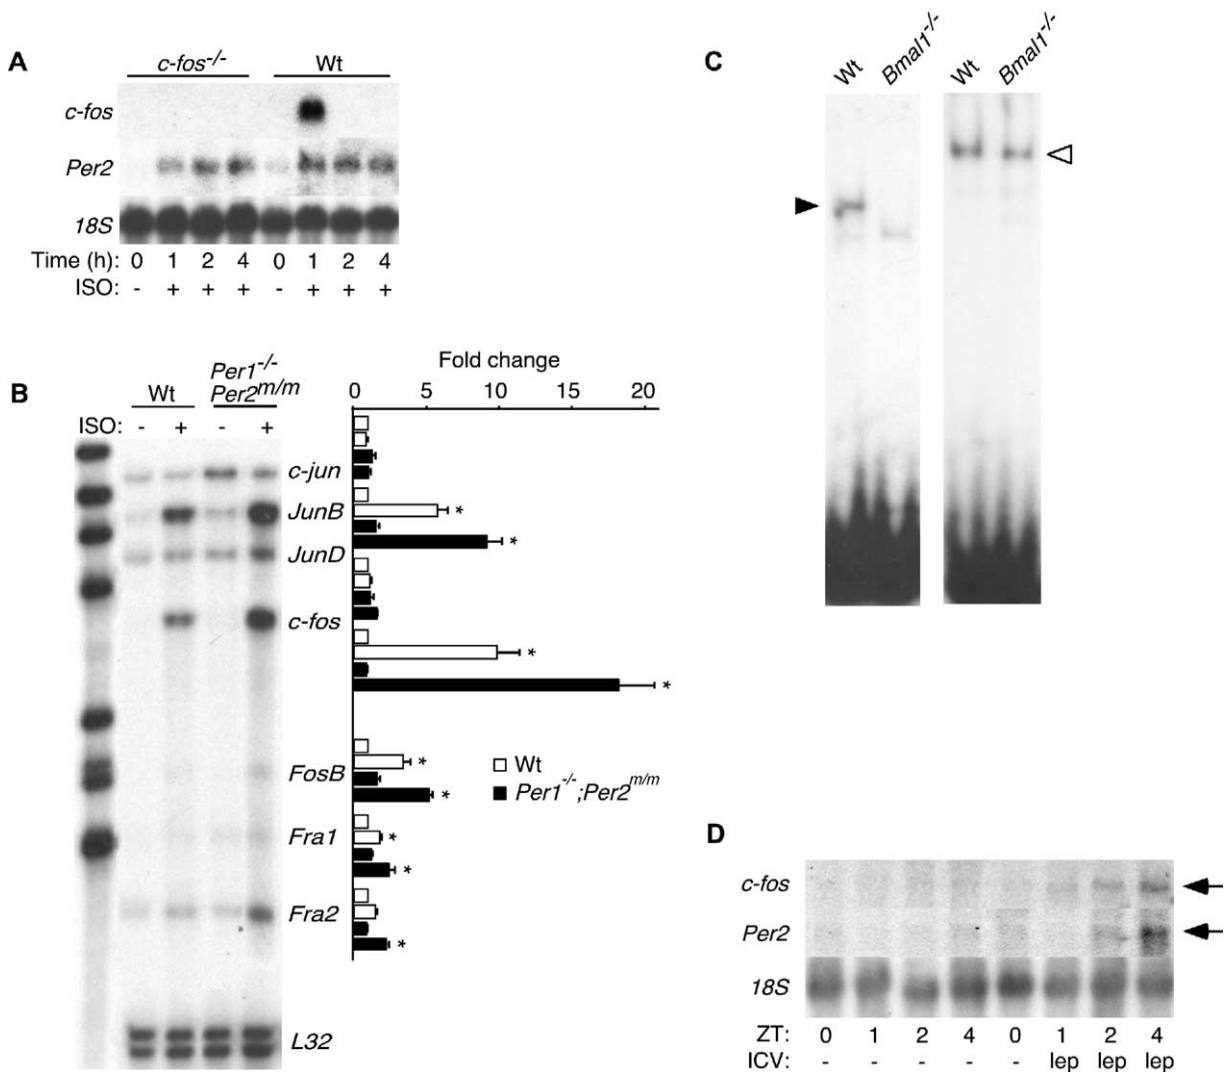 A
c-fos-/- Wt
c-fos
Per2
18S
Time (h): 0 1 2 4 0 1 2 4
ISO: - + + + - + + +
B
Wt Per1-/- Per2m/m
ISO: - + - +
c-jun
JunB
JunD
c-fos
FosB
Fra1
Fra2
L32
Fold change
0 5 10 15 20
*
*
*
*
*
*
*
*
*
Wt
Per1-/-;Per2m/m
C
Wt Bmal1-/- Wt Bmal1-/-
D
c-fos
Per2
18S
ZT: 0 1 2 4 0 1 2 4
ICV: - - - - - lep lep lep